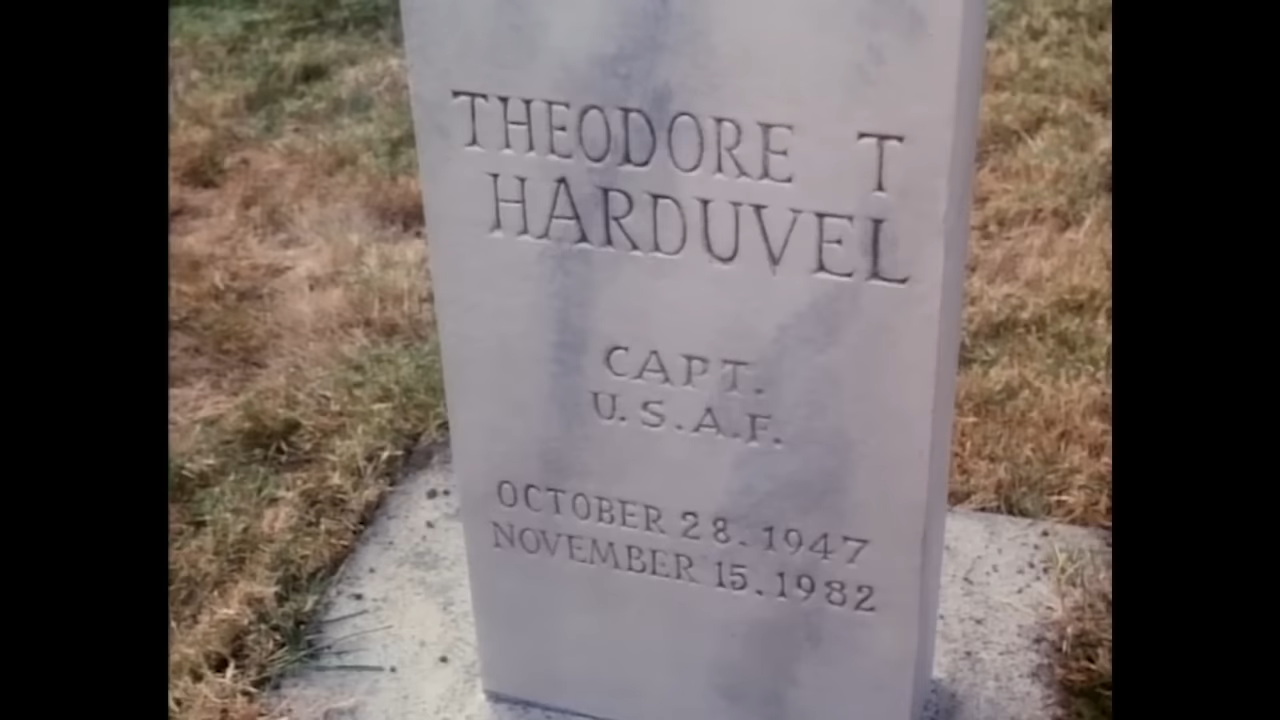 THEODORE T
HARDUVEL
CAPT.
U.S.A.F.
OCTOBER 28. 1947
NOVEMBER 15. 1982